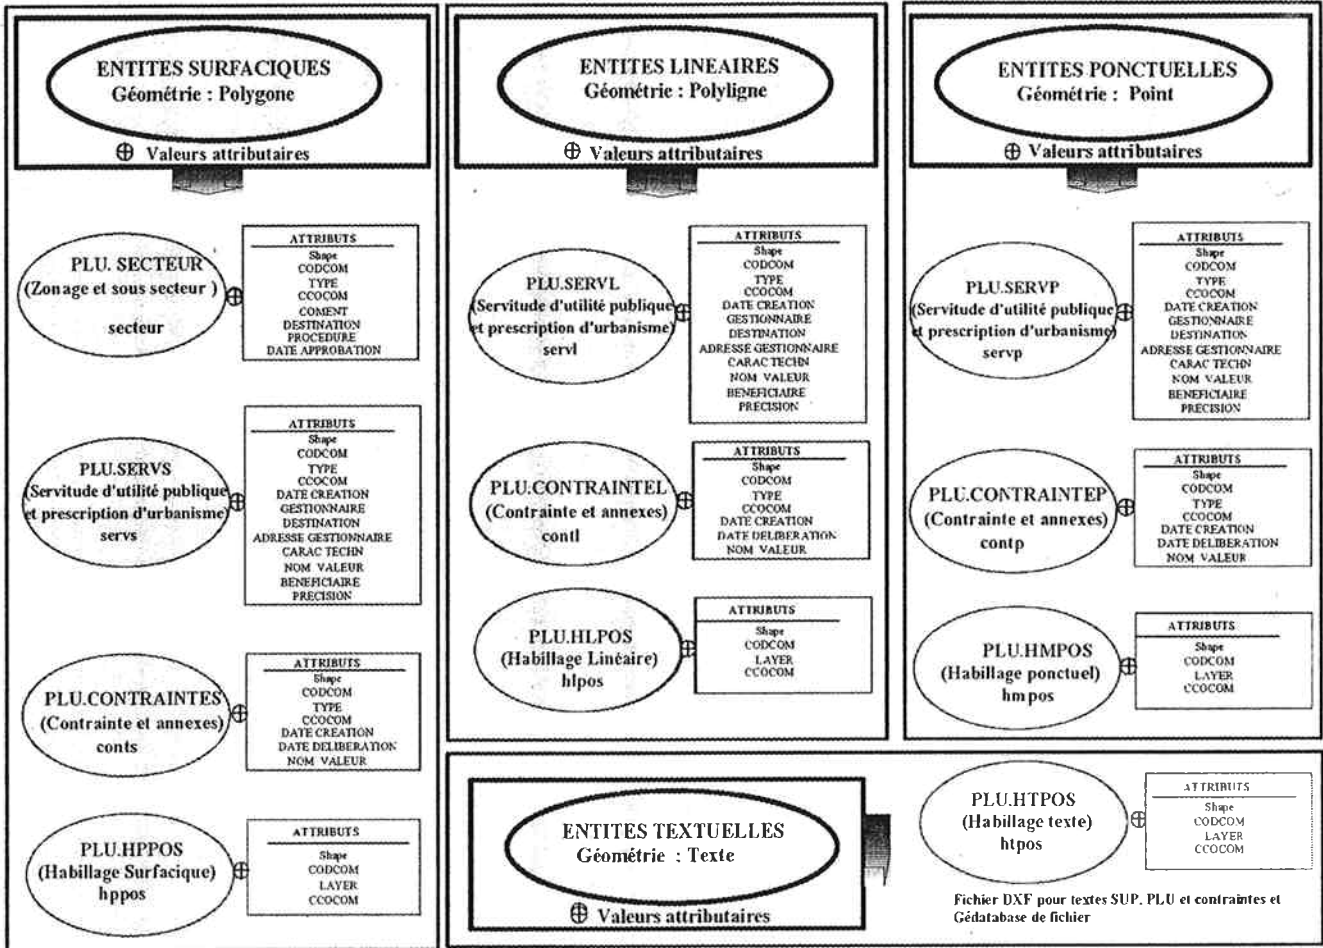 ENTITES SURFACIQUES
Géométrie : Polygone
⊕ Valeurs attributaires
PLU. SECTEUR
(Zonage et sous secteur )
secteur
ATTRIBUTS
Shape
CODCOM
TYPE
CCOCOM
COMENT
DESTINATION
PROCEDURE
DATE APPROBATION
PLU.SERVS
(Servitude d'utilité publique
et prescription d'urbanisme)
servs
ATTRIBUTS
Shape
CODCOM
TYPE
CCOCOM
DATE CREATION
GESTIONNAIRE
DESTINATION
ADRESSE GESTIONNAIRE
CARAC TECHN
NOM VALEUR
BENEFICIAIRE
PRECISION
PLU.CONTRAINTES
(Contrainte et annexes)
conts
ATTRIBUTS
Shape
CODCOM
TYPE
CCOCOM
DATE CREATION
DATE DELIBERATION
NOM VALEUR
PLU.HPPOS
(Habillage Surfacique)
hppos
ATTRIBUTS
Shape
CODCOM
LAYER
CCOCOM
ENTITES LINEAIRES
Géométrie : Polyligne
⊕ Valeurs attributaires
PLU.SERVL
(Servitude d'utilité publique
et prescription d'urbanisme)
servl
ATTRIBUTS
Shape
CODCOM
TYPE
CCOCOM
DATE CREATION
GESTIONNAIRE
DESTINATION
ADRESSE GESTIONNAIRE
CARAC TECHN
NOM VALEUR
BENEFICIAIRE
PRECISION
PLU.CONTRAINTEL
(Contrainte et annexes)
contl
ATTRIBUTS
Shape
CODCOM
TYPE
CCOCOM
DATE CREATION
DATE DELIBERATION
NOM VALEUR
PLU.HLPOS
(Habillage Linéaire)
hlpos
ATTRIBUTS
Shape
CODCOM
LAYER
CCOCOM
ENTITES PONCTUELLES
Géométrie : Point
⊕ Valeurs attributaires
PLU.SERVP
(Servitude d'utilité publique
et prescription d'urbanisme)
servp
ATTRIBUTS
Shape
CODCOM
TYPE
CCOCOM
DATE CREATION
GESTIONNAIRE
DESTINATION
ADRESSE GESTIONNAIRE
CARAC TECHN
NOM VALEUR
BENEFICIAIRE
PRECISION
PLU.CONTRAINTEP
(Contrainte et annexes)
contp
ATTRIBUTS
Shape
CODCOM
TYPE
CCOCOM
DATE CREATION
DATE DELIBERATION
NOM VALEUR
PLU.HMPOS
(Habillage ponctuel)
hmpos
ATTRIBUTS
Shape
CODCOM
LAYER
CCOCOM
ENTITES TEXTUELLES
Géométrie : Texte
⊕ Valeurs attributaires
PLU.HTPOS
(Habillage texte)
htpos
ATTRIBUTS
Shape
CODCOM
LAYER
CCOCOM
Fichier DXF pour textes SUP, PLU et contraintes et
Gédatabase de fichier